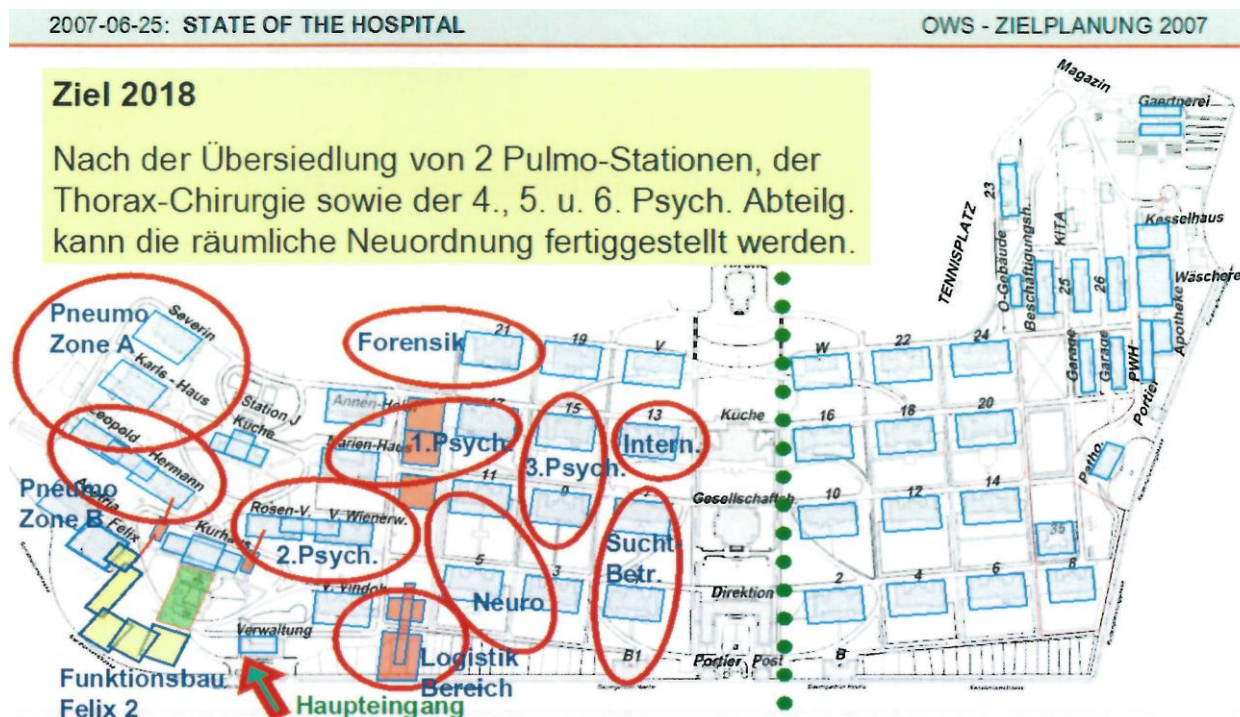 2007-06-25: STATE OF THE HOSPITAL
OWS - ZIELPLANUNG 2007
Ziel 2018
Nach der Übersiedlung von 2 Pulmo-Stationen, der
Thorax-Chirurgie sowie der 4., 5. u. 6. Psych. Abteilg.
kann die räumliche Neuordnung fertiggestellt werden.
Magazin
Gaertnerei
23
TENNISPLATZ
O-Gebäude
Beschäftigungsh.
KITA
25
26
Kesselhaus
Wäscherei
Apotheke
Garage
Garage
PWH
Portier
Patho.
Pneumo
Zone A
Severin
Karls - Haus
Station J
Forensik
21
19
V
W
22
24
Leopold
Hermann
Küche
Marien-Haus
1.Psych.
15
3.Psych.
13
Intern.
Küche
16
18
20
Pneumo
Zone B
Felix
Kurhaus
Rosen-V.
V. Wienerw.
2.Psych.
11
9
Gesellschaftsh
10
12
14
35
Sucht-
Betr.
5
Neuro
3
Direktion
2
4
6
8
Verwaltung
Logistik
Bereich
B1
Portier
Post
B
Funktionsbau
Felix 2
Haupteingang